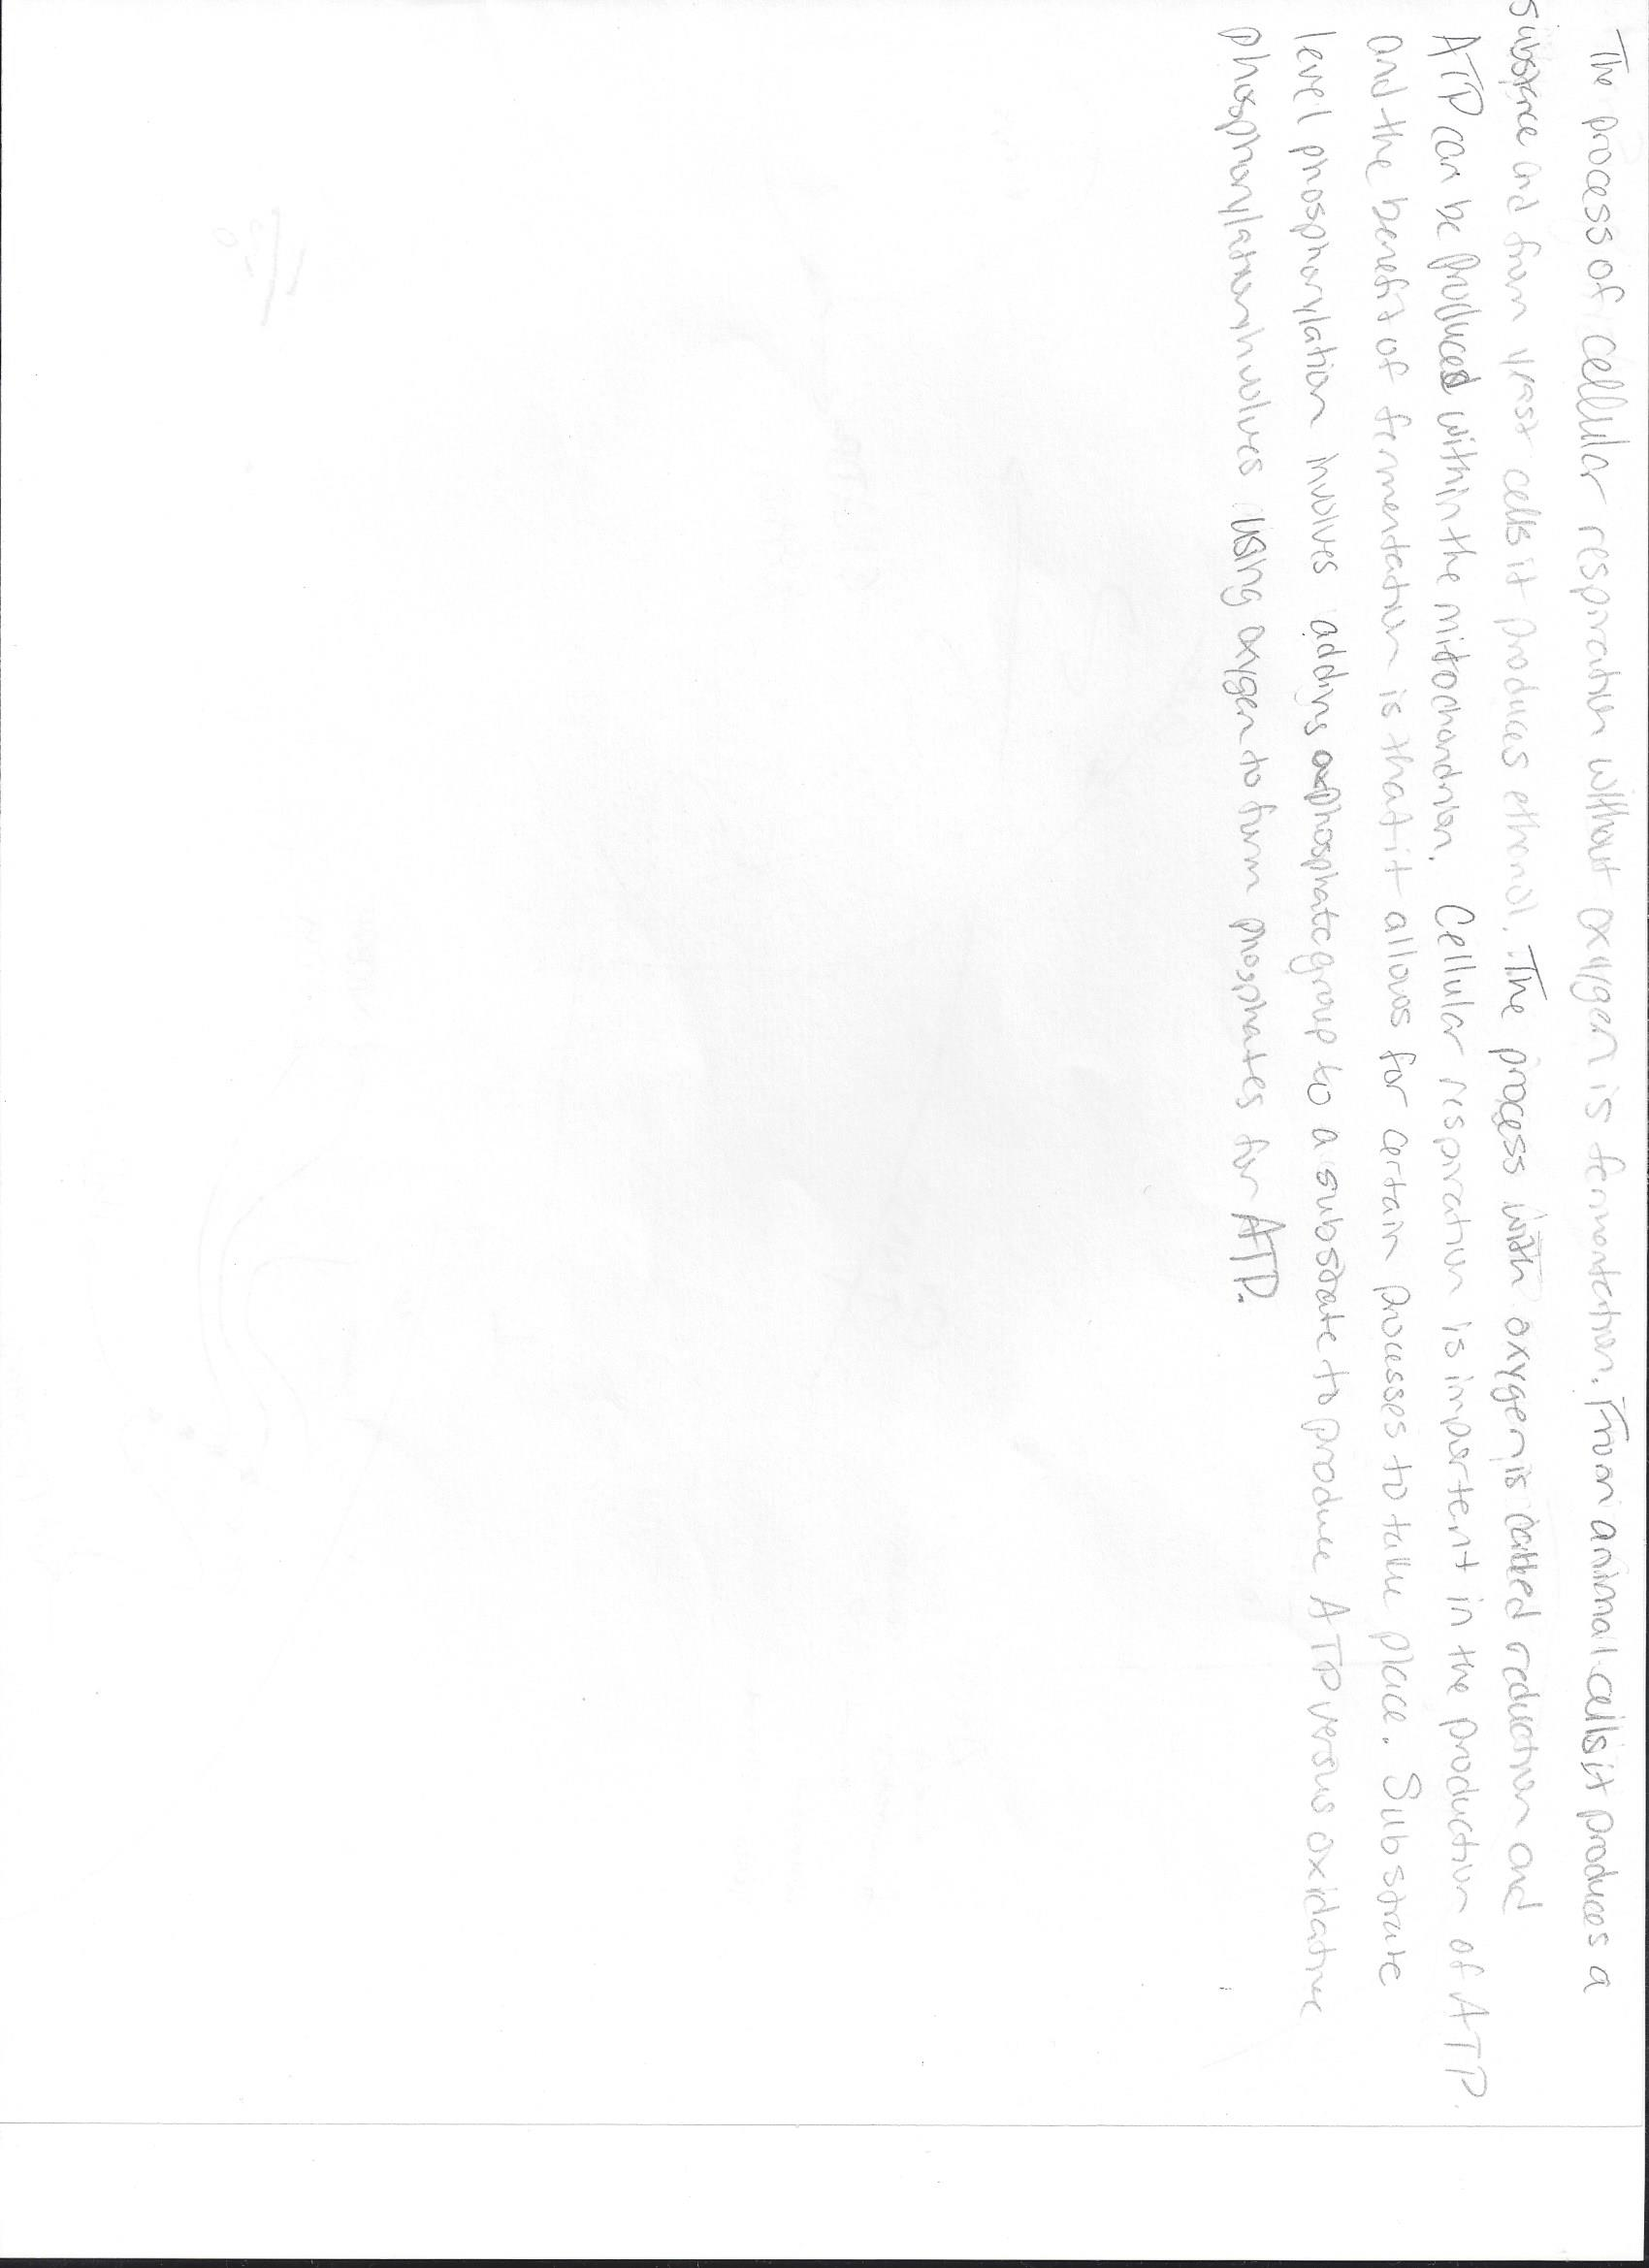 The process of cellular respiration without oxygen is fermentation. From animal cells it produces a
substance and from yeast cells it produces ethanol. The process with oxygen is called reduction and
ATP can be produced within the mitochondrion. Cellular respiration is important in the production of ATP.
and the benefit of fermentation is that it allows for certain processes to take place. Substrate
level phosphorylation involves adding a phosphate group to a substrate to produce ATP versus oxidative
phosphorylation involves using oxygen to form phosphates for ATP.